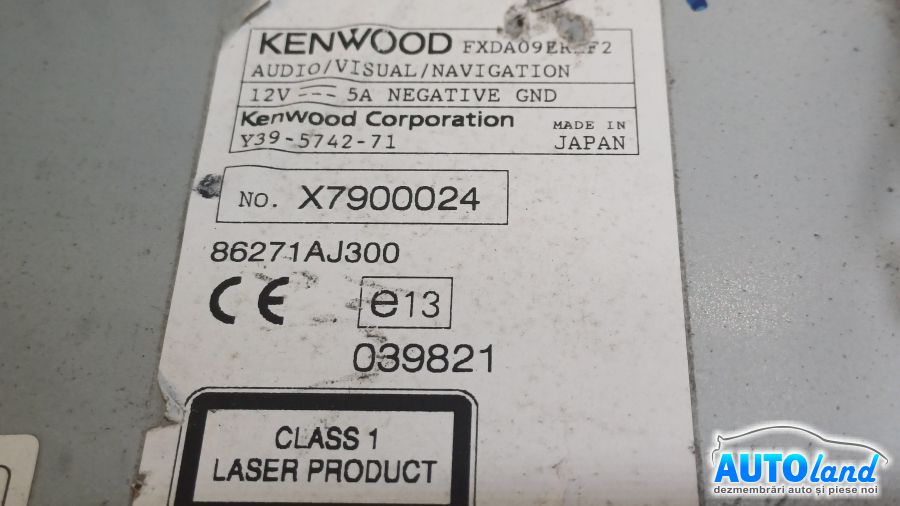 KENWOOD
AUDIO/VISUAL/NAVIGATION
12V 5A NEGATIVE GND
KENWOOD Corporation
Y39-5742-71
MADE IN
JAPAN
No. X7900024
86271AJ300
CE
e13
039821
CLASS 1
LASER PRODUCT
AUTOland
dezmembrări auto și piese noi